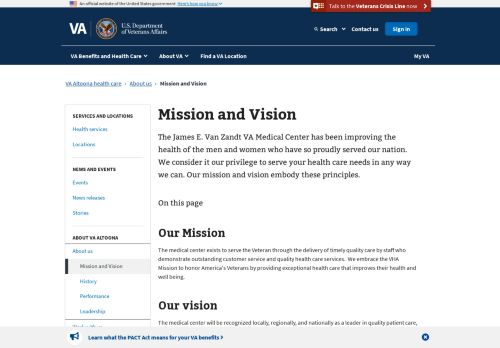 An official website of the United States government Here's how you know
Talk to the Veterans Crisis Line now
VA
U.S. Department
of Veterans Affairs
Search
Contact us
Sign in
VA Benefits and Health Care
About VA
Find a VA Location
My VA
VA Altoona health care › About us › Mission and Vision
SERVICES AND LOCATIONS
Health services
Locations
NEWS AND EVENTS
Events
News releases
Stories
ABOUT VA ALTOONA
About us
Mission and Vision
History
Performance
Leadership
Mission and Vision
The James E. Van Zandt VA Medical Center has been improving the
health of the men and women who have so proudly served our nation.
We consider it our privilege to serve your health care needs in any way
we can. Our mission and vision embody these principles.
On this page
Our Mission
The medical center exists to serve the Veteran through the delivery of timely quality care by staff who
demonstrate outstanding customer service and quality health care services.  We embrace the VHA
Mission to honor America's Veterans by providing exceptional health care that improves their health and
well being.
Our vision
The medical center will be recognized locally, regionally, and nationally as a leader in quality patient care,
Learn what the PACT Act means for your VA benefits